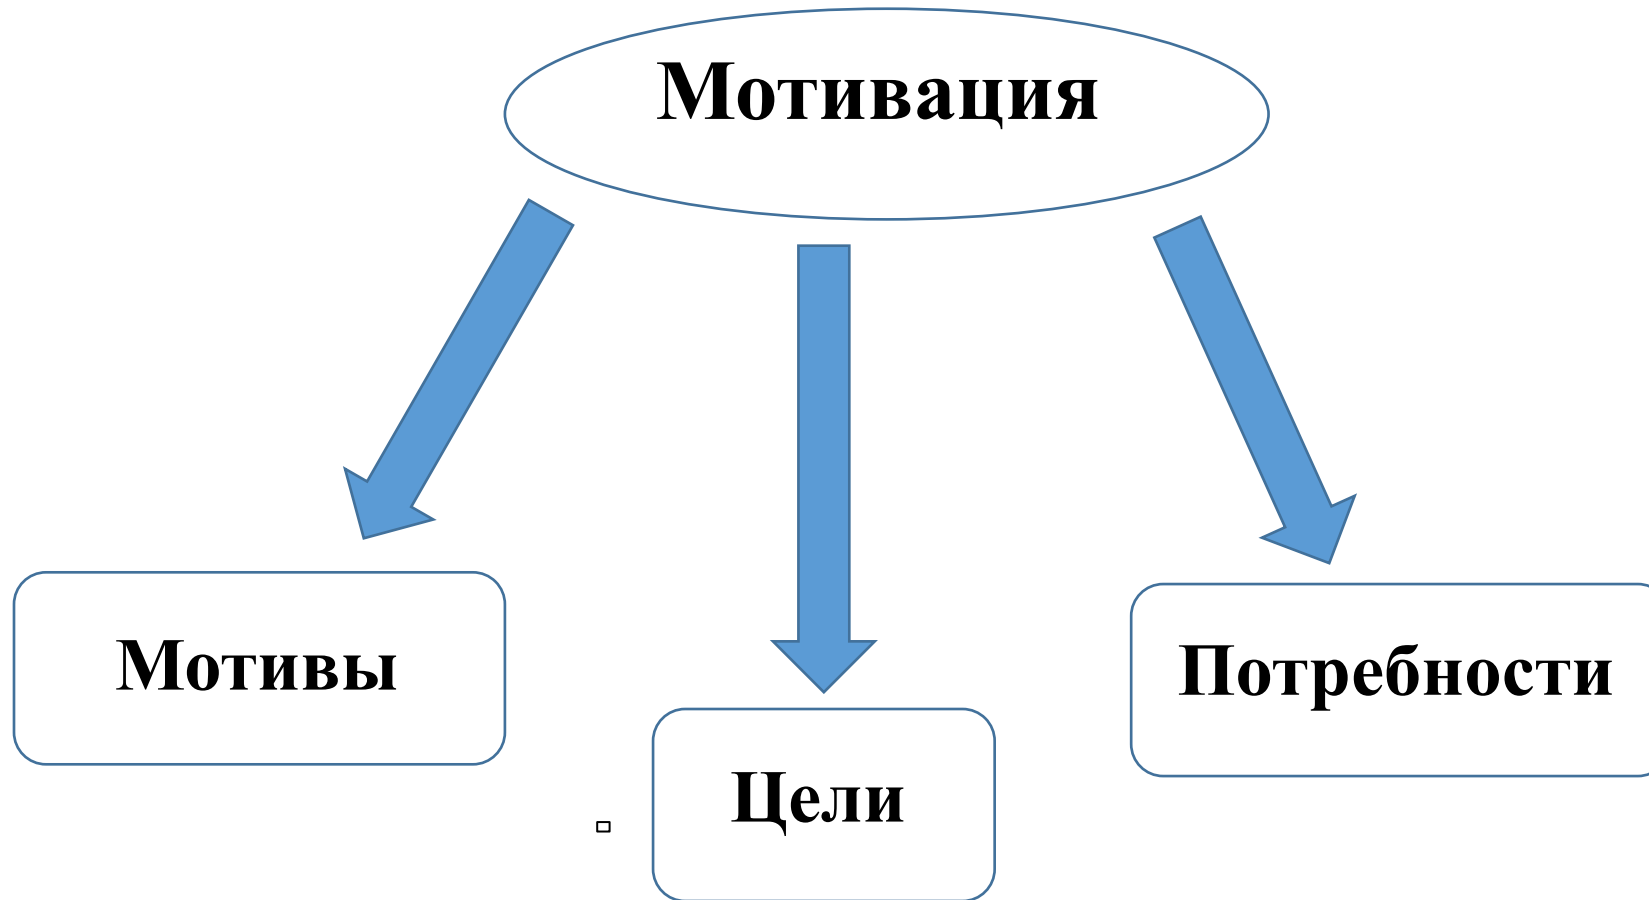 Мотивация
Мотивы
Цели
Потребности